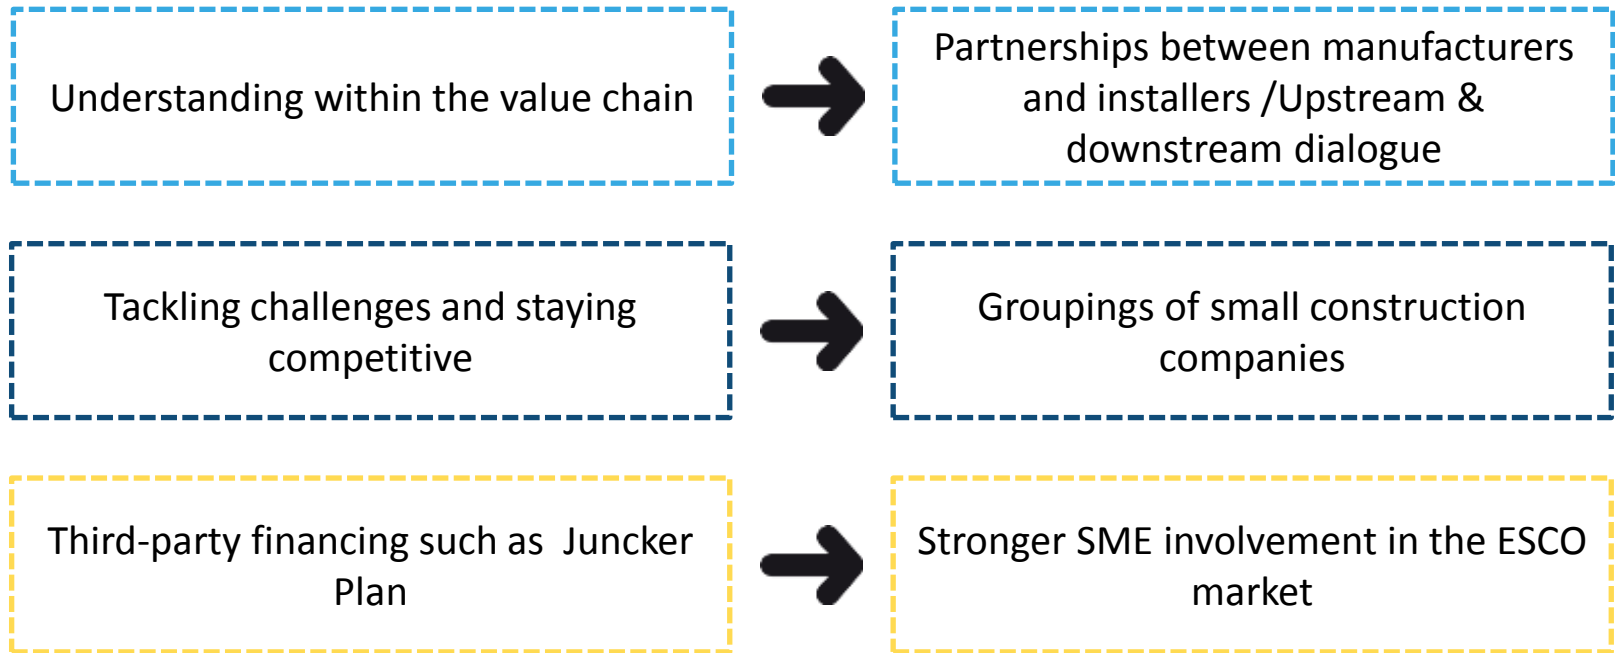 Understanding within the value chain
Partnerships between manufacturers
and installers /Upstream &
downstream dialogue
Tackling challenges and staying
competitive
Groupings of small construction
companies
Third-party financing such as  Juncker
Plan
Stronger SME involvement in the ESCO
market